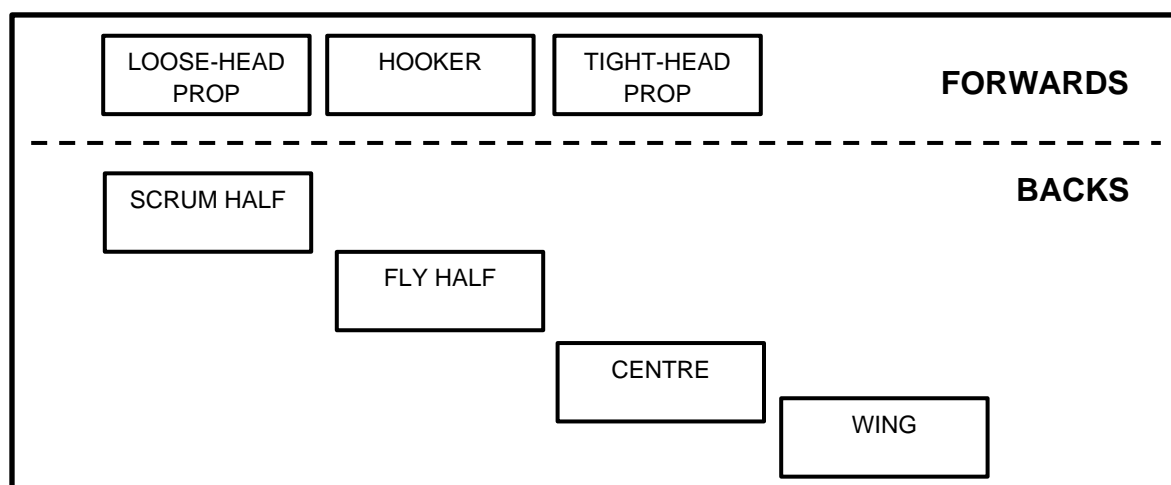 LOOSE-HEAD
PROP
HOOKER
TIGHT-HEAD
PROP
FORWARDS
BACKS
SCRUM HALF
FLY HALF
CENTRE
WING